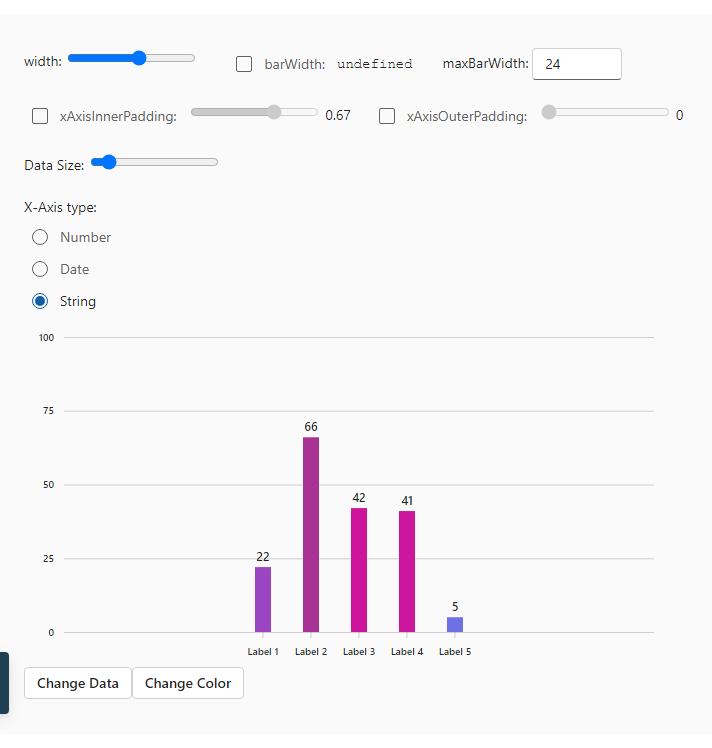 width: barWidth: undefined maxBarWidth: 24
xAxisInnerPadding: 0.67 xAxisOuterPadding: 0
Data Size:
X-Axis type:
Number
Date
String
100
75
66
50
42
41
25
22
5
0
Label 1 Label 2 Label 3 Label 4 Label 5
Change Data Change Color